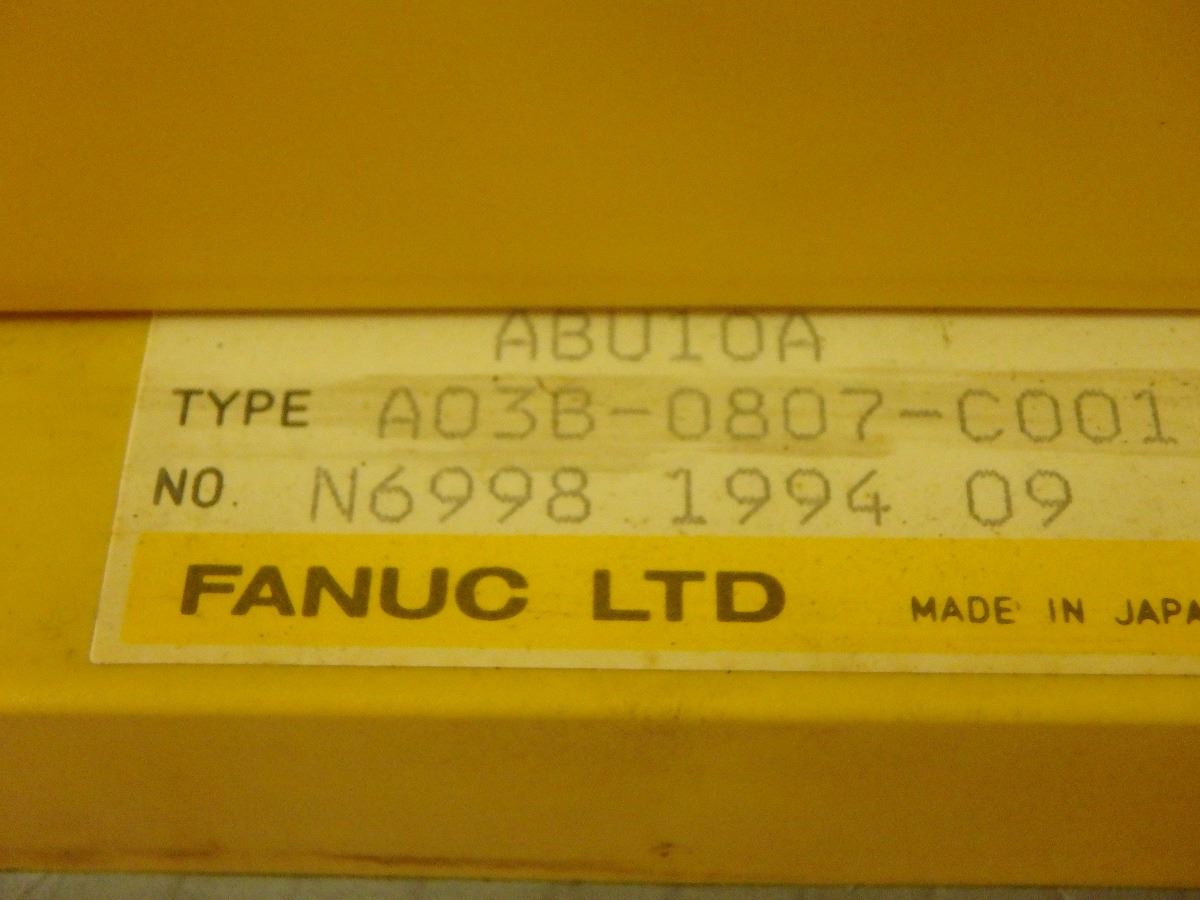 ABU10A
TYPE A03B-0807-C001
NO. N6998 1994 09
FANUC LTD MADE IN JAPA